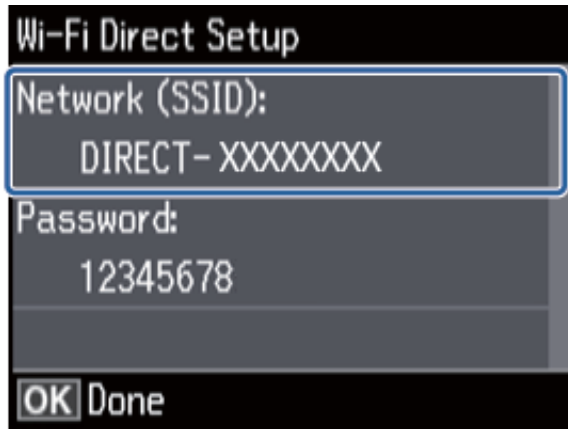 Wi-Fi Direct Setup
Network (SSID):
DIRECT-XXXXXXXX
Password:
12345678
OK Done